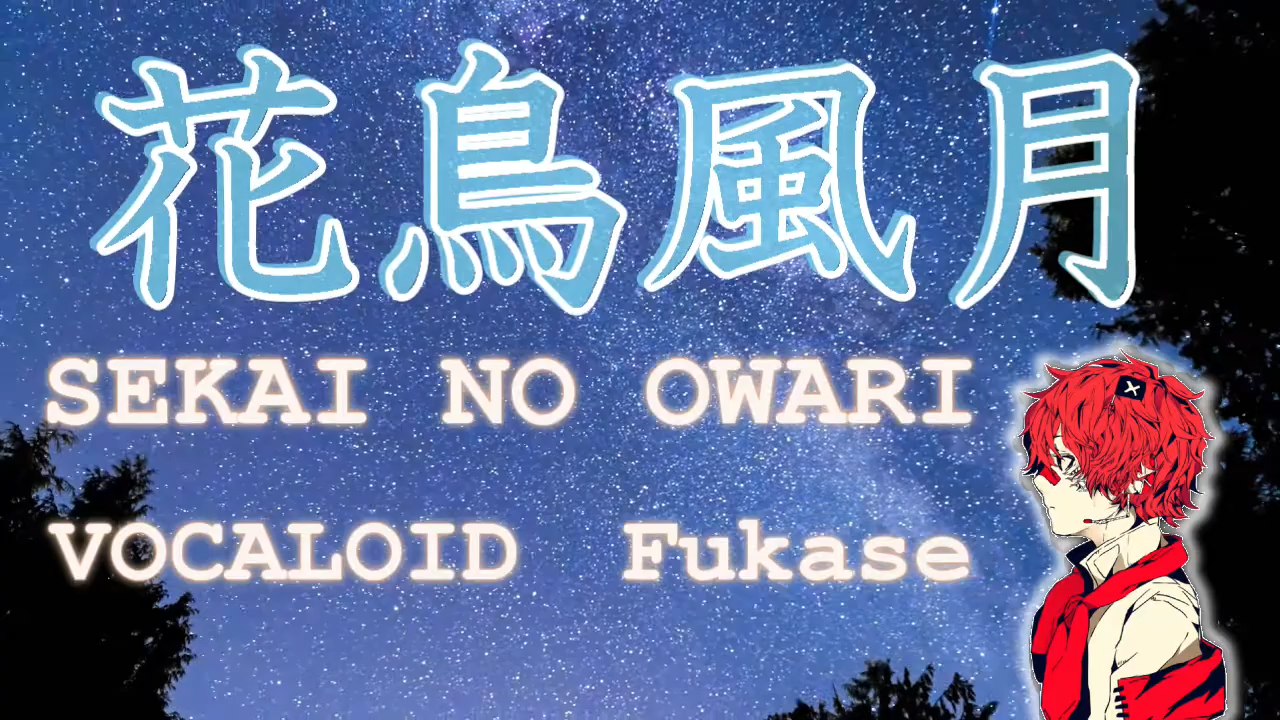 花鳥風月
SEKAI NO OWARI
VOCALOID Fukase